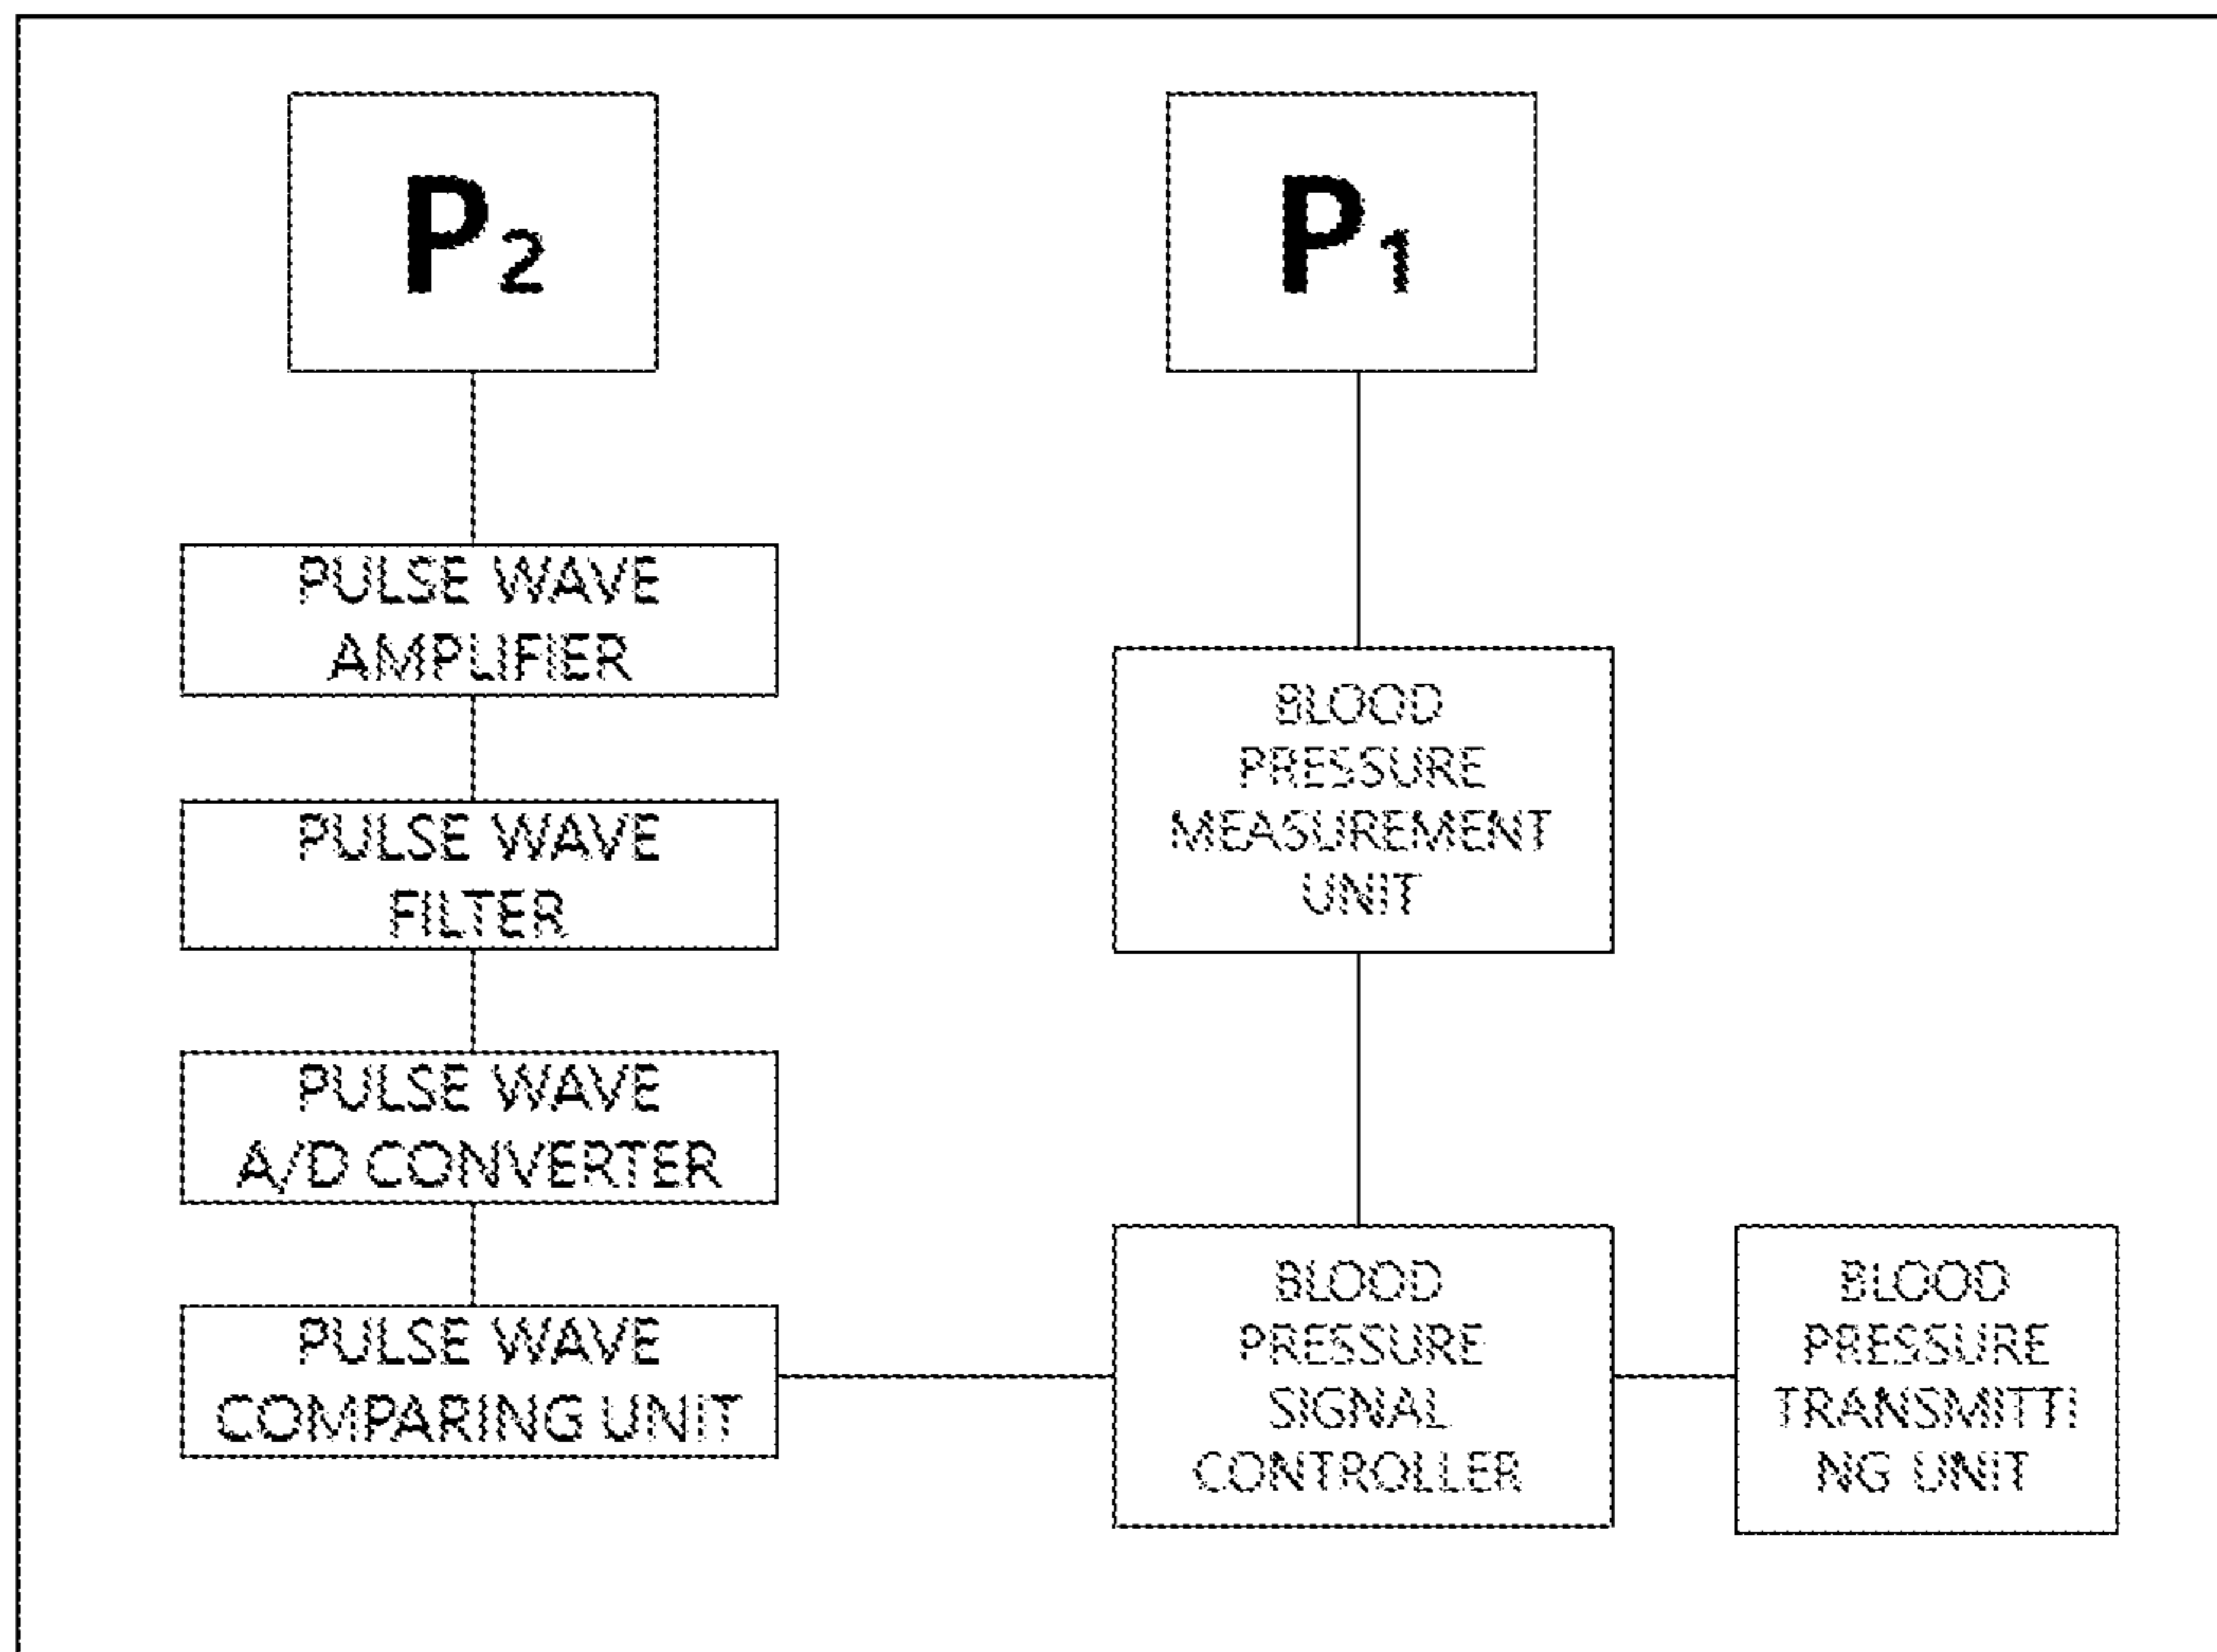 P2
PULSE WAVE
AMPLIFIER
PULSE WAVE
FILTER
PULSE WAVE
A/D CONVERTER
PULSE WAVE
COMPARING UNIT
P1
BLOOD
PRESSURE
MEASUREMENT
UNIT
BLOOD
PRESSURE
SIGNAL
CONTROLLER
BLOOD
PRESSURE
TRANSMITTI
NG UNIT